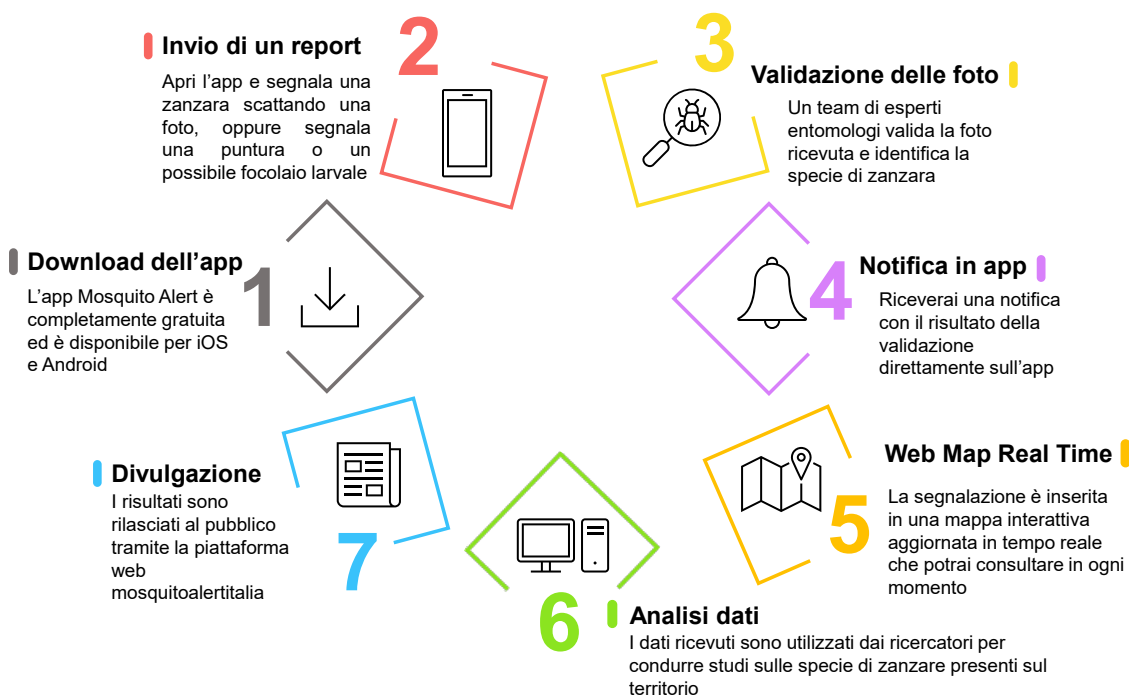 1
Download dell'app
L'app Mosquito Alert è
completamente gratuita
ed è disponibile per iOS
e Android
2
Invio di un report
Apri l'app e segnala una
zanzara scattando una
foto, oppure segnala
una puntura o un
possibile focolaio larvale
3
Validazione delle foto
Un team di esperti
entomologi valida la foto
ricevuta e identifica la
specie di zanzara
4
Notifica in app
Riceverai una notifica
con il risultato della
validazione
direttamente sull'app
5
Web Map Real Time
La segnalazione è inserita
in una mappa interattiva
aggiornata in tempo reale
che potrai consultare in ogni
momento
6
Analisi dati
I dati ricevuti sono utilizzati dai ricercatori per
condurre studi sulle specie di zanzare presenti sul
territorio
7
Divulgazione
I risultati sono
rilasciati al pubblico
tramite la piattaforma
web
mosquitoalertitalia